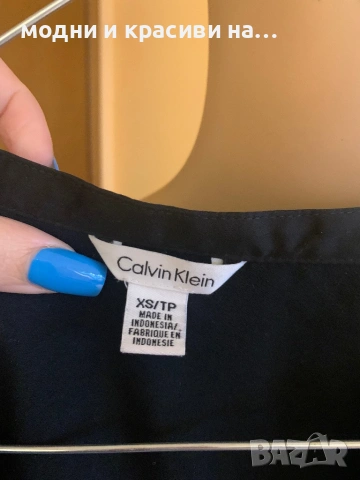 модни и красиви на...
Calvin Klein
XS/TP
MADE IN
INDONESIA/
FABRIQUE EN
INDONESIE
BAZAR